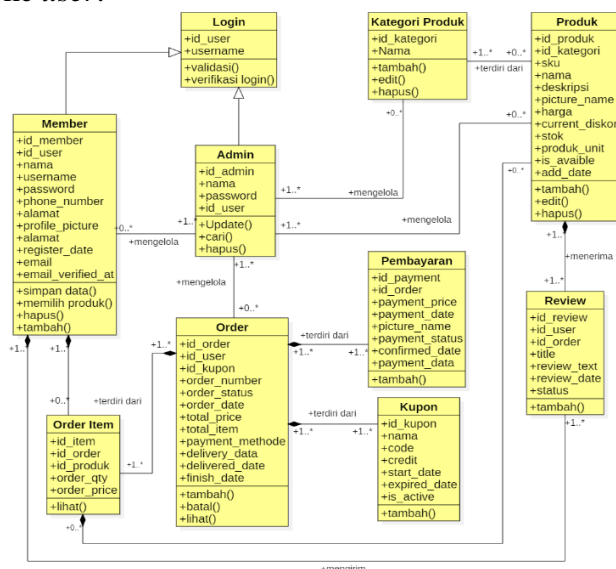 Login
+id_user
+username
+validasi()
+verifikasi login()
Kategori Produk
+id_kategori
+Nama
+tambah()
+edit()
+hapus()
Produk
+id_produk
+id_kategori
+sku
+nama
+deskripsi
+picture_name
+harga
+current_diskon
+stok
+produk_unit
+is_avaible
+add_date
+tambah()
+edit()
+hapus()
+1..*
+0..*
+terdiri dari
Member
+id_member
+id_user
+nama
+username
+password
+phone_number
+alamat
+profile_picture
+alamat
+register_date
+email
+email_verified_at
+simpan data()
+memilih produk()
+hapus()
+tambah()
Admin
+id_admin
+nama
+password
+id_user
+Update()
+cari()
+hapus()
+0..*
+1..*
+mengelola
+0..*
+1..*
+mengelola
+0..*
+1..*
+mengelola
+1..*
+mengelola
+0..*
+0..*
+1..
+menerima
+1..*
Pembayaran
+id_payment
+id_order
+payment_price
+payment_date
+picture_name
+payment_status
+confirmed_date
+payment_data
+tambah()
Review
+id_review
+id_user
+id_order
+title
+review_text
+review_date
+status
+tambah()
+1..*
Order
+id_order
+id_user
+id_kupon
+order_number
+order_status
+order_date
+total_price
+total_item
+payment_methode
+delivery_data
+delivered_date
+finish_date
+tambah()
+batal()
+lihat()
+terdiri dari
+1..*
+1..*
+terdiri dari
+1..*
+1..*
Kupon
+id_kupon
+nama
+code
+credit
+start_date
+expired_date
+is_active
+tambah()
+1..*
+1..*
+1..*
+terdiri dari
+0..*
+1..*
Order Item
+id_item
+id_order
+id_produk
+order_qty
+order_price
+lihat()
+0..*
+mengirim